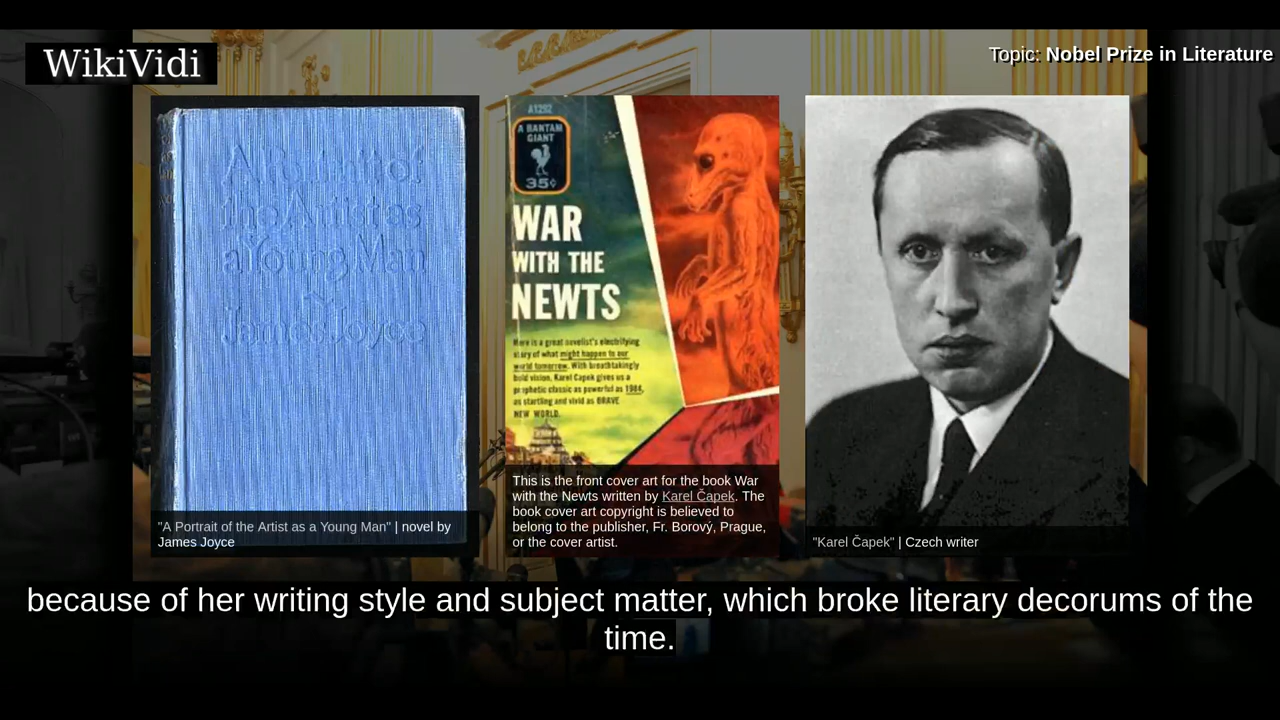 WikiVidi
Topic: Nobel Prize in Literature
A Portrait of
the Artist as
a Young Man
James Joyce
"A Portrait of the Artist as a Young Man" | novel by
James Joyce
A1292
A BANTAM
GIANT
35¢
WAR
WITH THE
NEWTS
Here is a great novelist's electrifying
story of what might happen to our
world tomorrow. With breathtakingly
bold vision, Karel Capek gives us a
prophetic classic as powerful as 1984,
as startling and vivid as BRAVE
NEW WORLD.
This is the front cover art for the book War
with the Newts written by Karel Čapek. The
book cover art copyright is believed to
belong to the publisher, Fr. Borový, Prague,
or the cover artist.
"Karel Čapek" | Czech writer
because of her writing style and subject matter, which broke literary decorums of the
time.